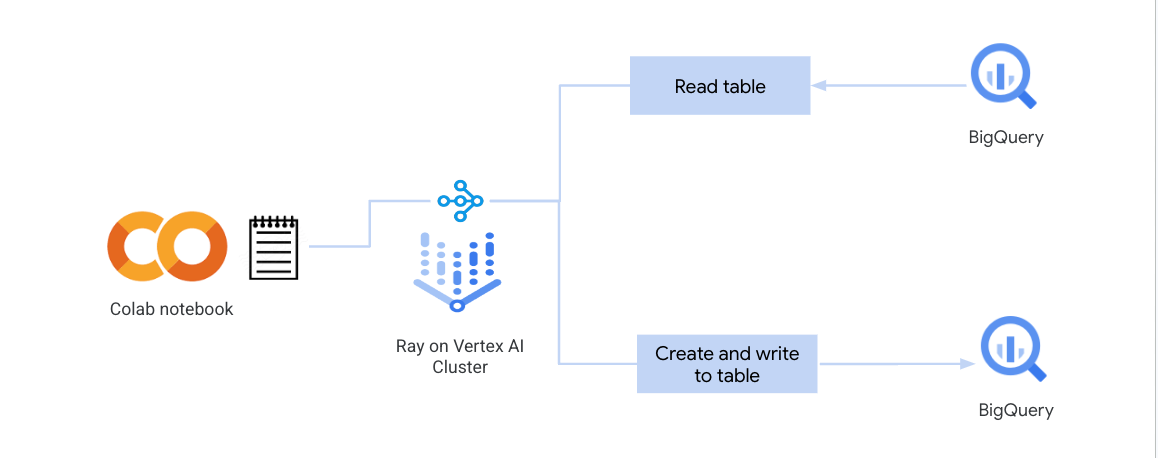 Read table
BigQuery
Colab notebook
Ray on Vertex AI
Cluster
Create and write
to table
BigQuery